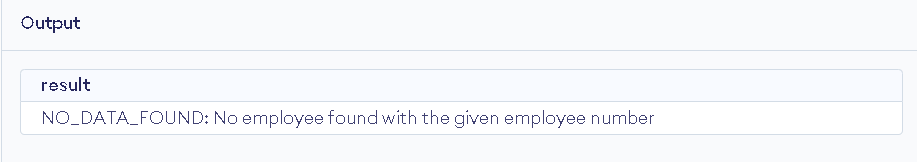 Output
result
NO_DATA_FOUND: No employee found with the given employee number